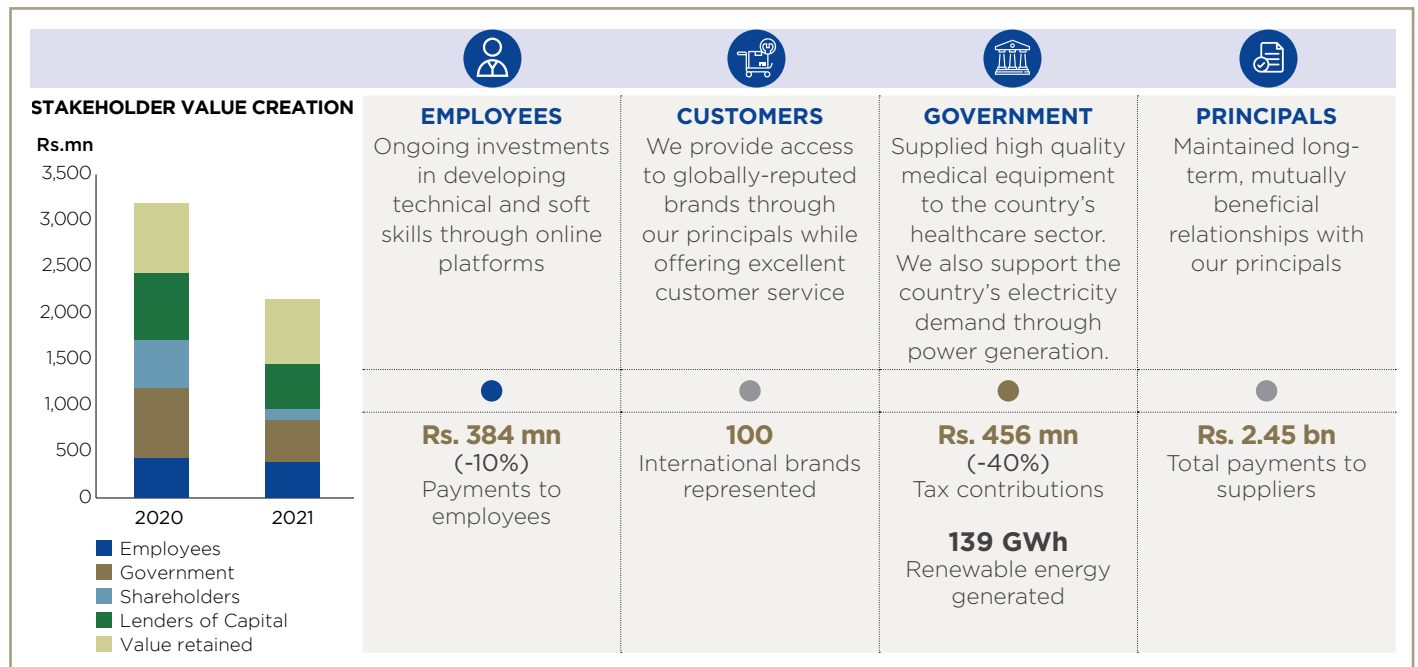 STAKEHOLDER VALUE CREATION
Rs.mn
3,500
3,000
2,500
2,000
1,500
1,000
500
0
2020
2021
Employees
Government
Shareholders
Lenders of Capital
Value retained
EMPLOYEES
Ongoing investments
in developing
technical and soft
skills through online
platforms
Rs. 384 mn
(-10%)
Payments to
employees
CUSTOMERS
We provide access
to globally-reputed
brands through
our principals while
offering excellent
customer service
100
International brands
represented
GOVERNMENT
Supplied high quality
medical equipment
to the country’s
healthcare sector.
We also support the
country’s electricity
demand through
power generation.
Rs. 456 mn
(-40%)
Tax contributions
139 GWh
Renewable energy
generated
PRINCIPALS
Maintained long-
term, mutually
beneficial
relationships with
our principals
Rs. 2.45 bn
Total payments to
suppliers